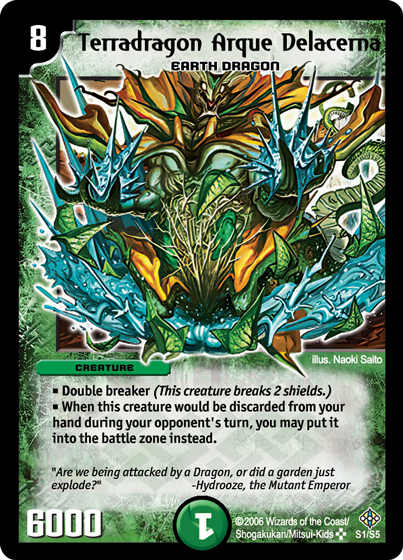 8 Terradragon Arque Delacerna
EARTH DRAGON
illus. Naoki Saito
CREATURE
▪ Double breaker (This creature breaks 2 shields.)
▪ When this creature would be discarded from your
hand during your opponent's turn, you may put it
into the battle zone instead.
"Are we being attacked by a Dragon, or did a garden just
explode?" -Hydrooze, the Mutant Emperor
6000
©2006 Wizards of the Coast/
Shogakukan/Mitsui-Kids S1/S5